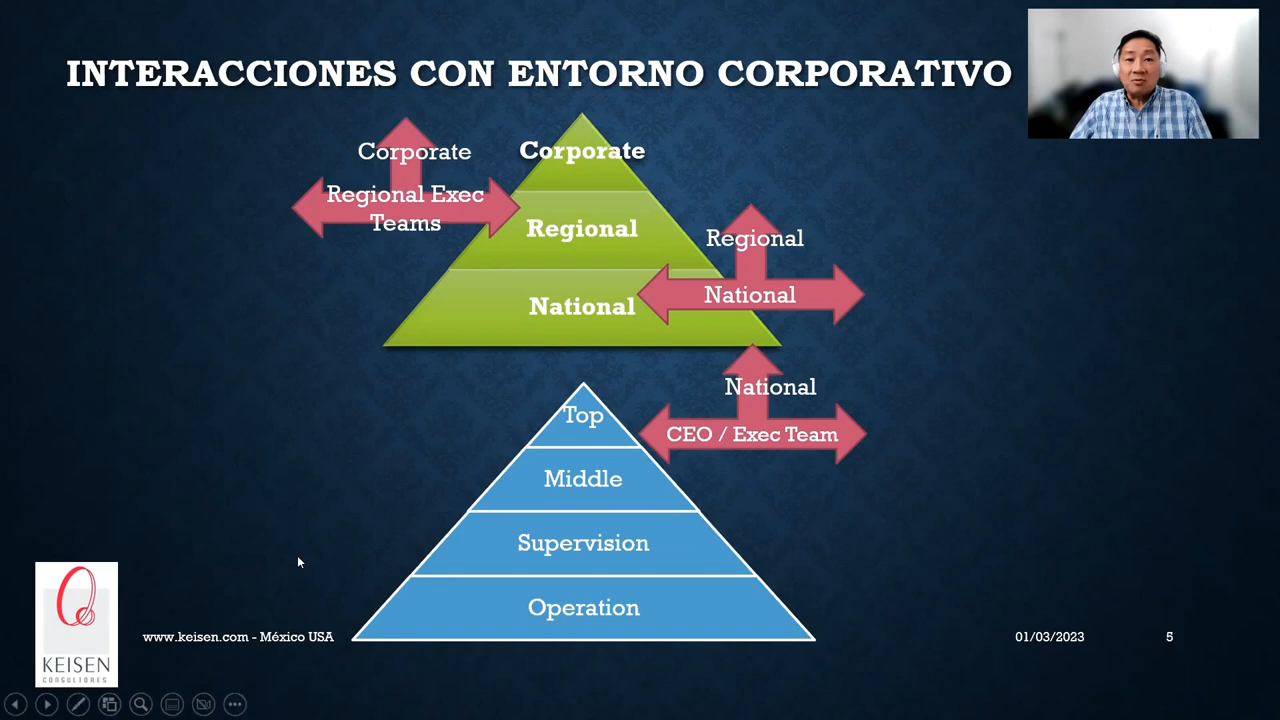 INTERACCIONES CON ENTORNO CORPORATIVO
Corporate
Regional Exec
Teams
Corporate
Regional
National
Regional
National
National
CEO / Exec Team
Top
Middle
Supervision
Operation
KEISEN
CONSULTORES
www.keisen.com - México USA
01/03/2023
5